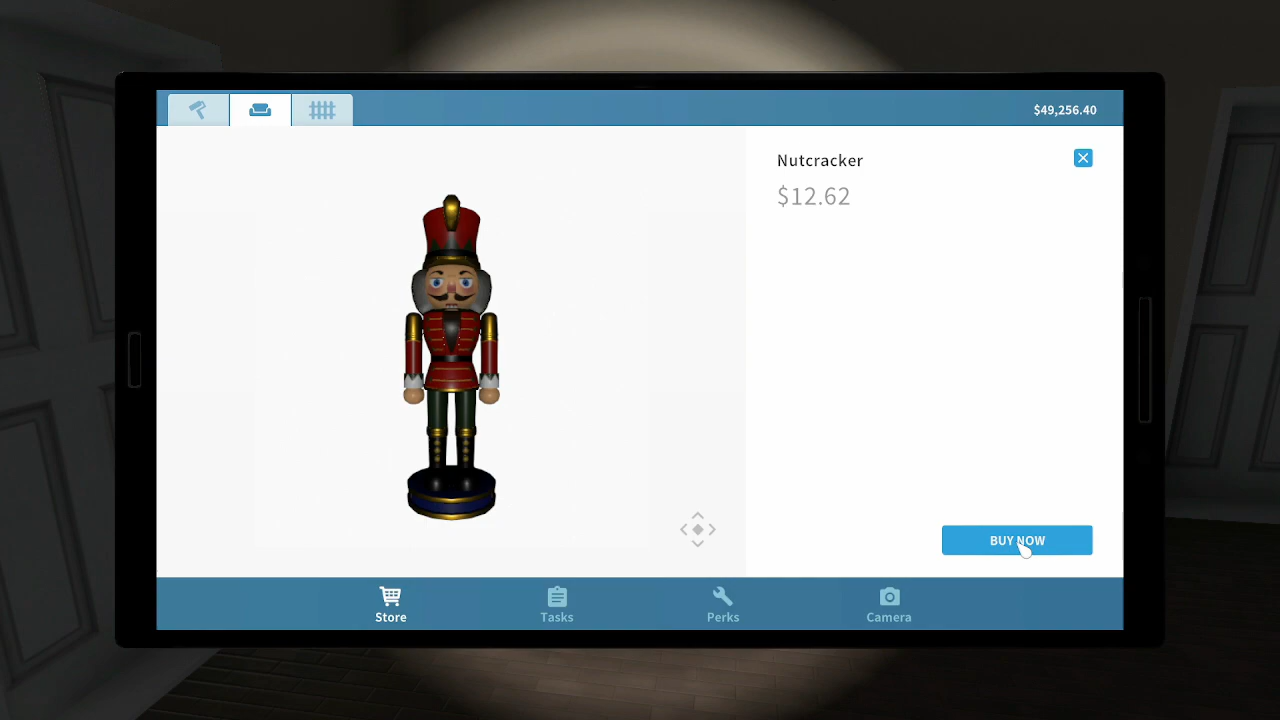 $49,256.40
Nutcracker
$12.62
BUY NOW
Store
Tasks
Perks
Camera